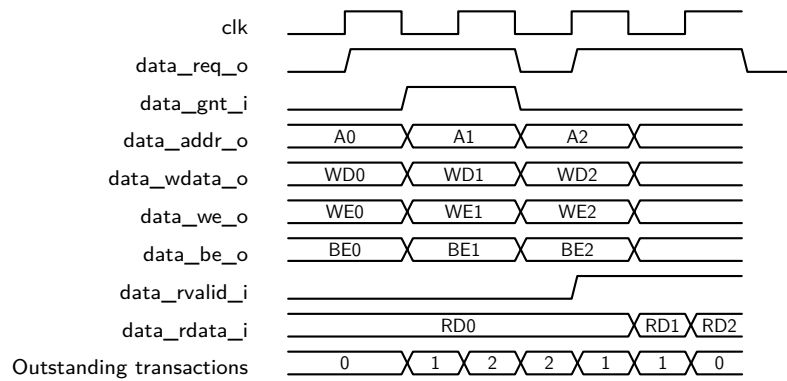 clk
data_req_o
data_gnt_i
data_addr_o A0 A1 A2
data_wdata_o WD0 WD1 WD2
data_we_o WE0 WE1 WE2
data_be_o BE0 BE1 BE2
data_rvalid_i
data_rdata_i RD0 RD1 RD2
Outstanding transactions 0 1 2 2 1 1 0